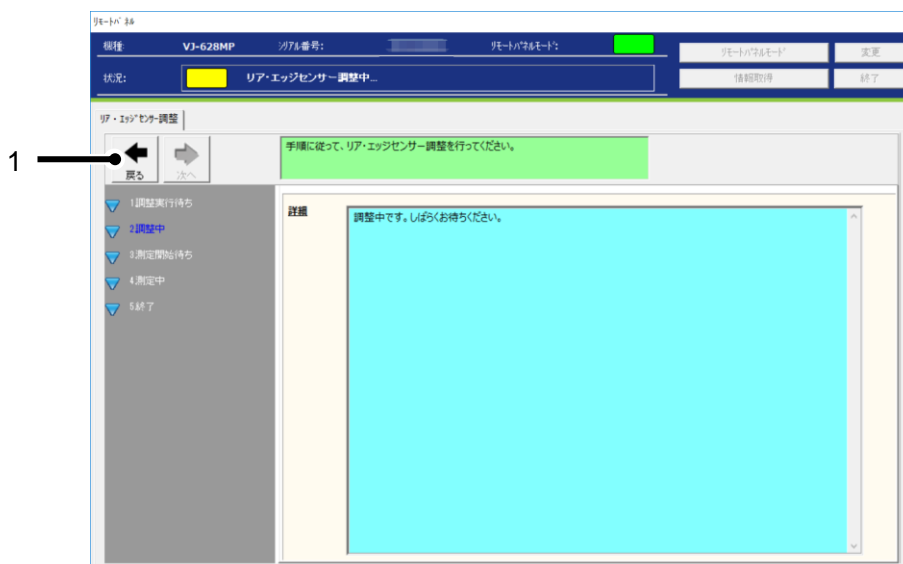 ﾘﾓｰﾄﾊﾟﾈﾙ
機種 VJ-628MP ｼﾘｱﾙ番号: ﾘﾓｰﾄﾊﾟﾈﾙﾓｰﾄﾞ:
ﾘﾓｰﾄﾊﾟﾈﾙﾓｰﾄﾞ 変更
状況: リア・エッジセンサー調整中...
情報取得 終了
ﾘｱ・ｴｯｼﾞｾﾝｻｰ調整
1
戻る 次へ
手順に従って、リア・エッジセンサー調整を行ってください。
1.調整実行待ち
2.調整中
3.測定開始待ち
4.測定中
5.終了
詳細
調整中です。しばらくお待ちください。